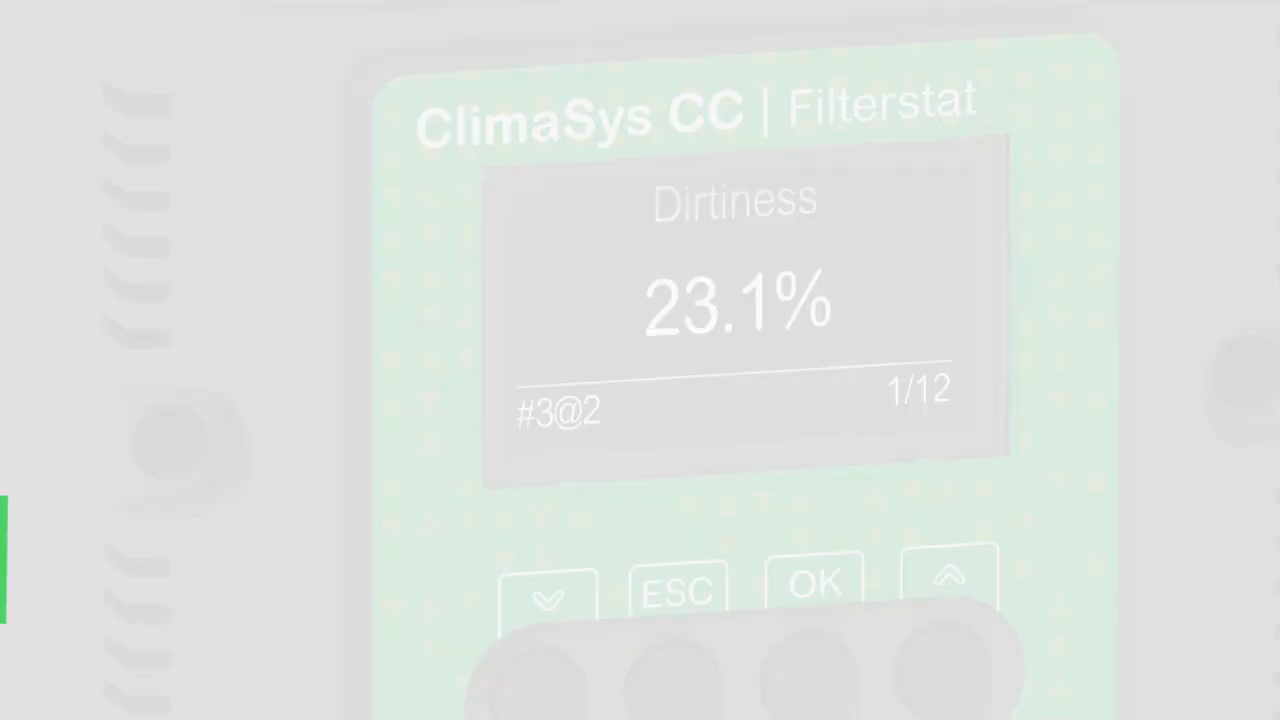 ClimaSys CC | Filterstat
Dirtiness
23.1%
#3@2 1/12
ESC OK